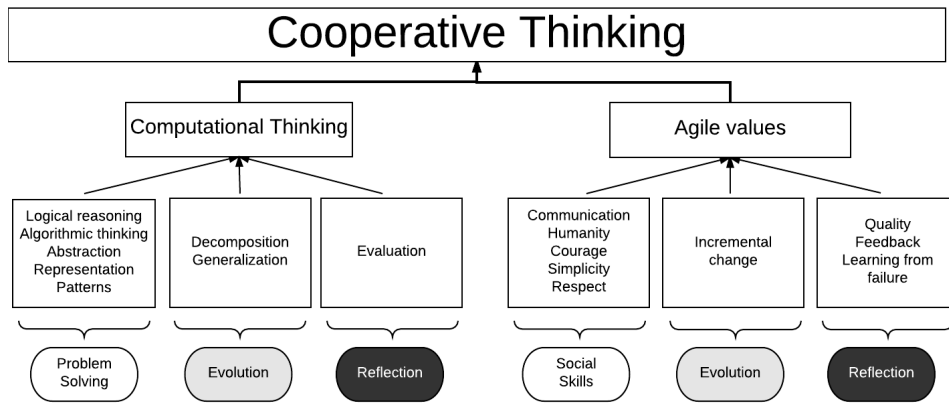 Cooperative Thinking
Computational Thinking
Agile values
Logical reasoning
Algorithmic thinking
Abstraction
Representation
Patterns
Decomposition
Generalization
Evaluation
Communication
Humanity
Courage
Simplicity
Respect
Incremental
change
Quality
Feedback
Learning from
failure
Problem
Solving
Evolution
Reflection
Social
Skills
Evolution
Reflection